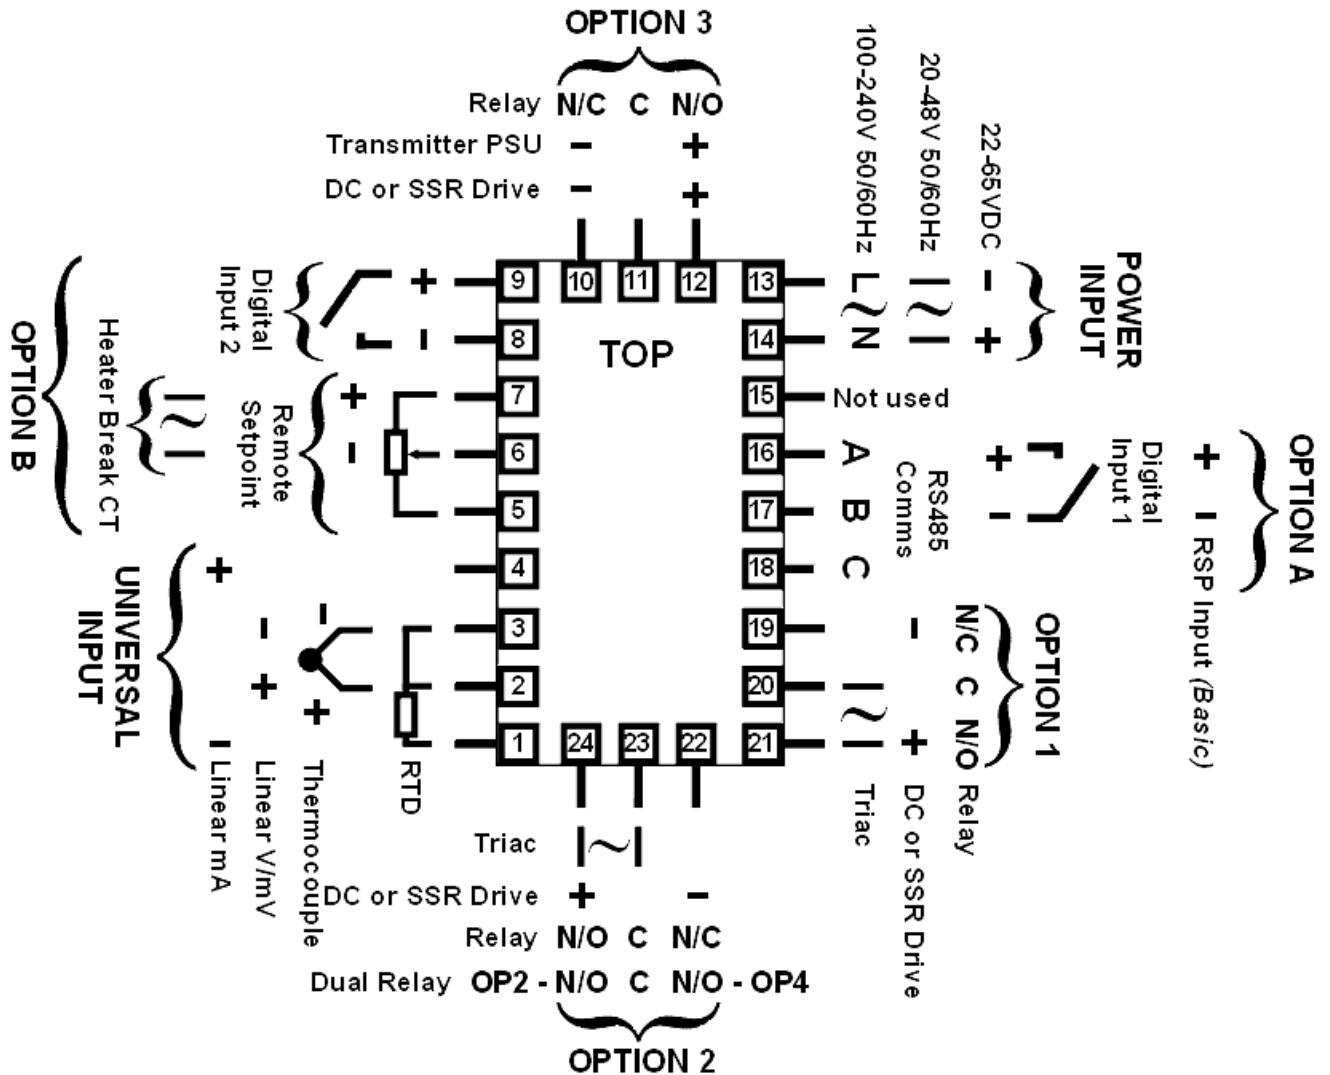 OPTION 3
Relay N/C C N/O
Transmitter PSU - +
DC or SSR Drive - +
100-240V 50/60Hz
20-48V 50/60Hz
22-65VDC
POWER
INPUT
L ~ N
~
- +
OPTION B
Digital
Input 2
+
-
Heater Break CT
~
Remote
Setpoint
+
-
UNIVERSAL
INPUT
+
-
Linear mA
-
+
Linear V/mV
-
+
Thermocouple
RTD
9
8
7
6
5
4
3
2
1
10 11 12
TOP
13
14
15
16
17
18
19
20
21
24 23 22
Not used
A
B
C
RS485
Comms
+
-
Digital
Input 1
+
-
RSP Input (Basic)
OPTION A
OPTION 1
N/C C N/O Relay
-
+
DC or SSR Drive
~
Triac
Triac ~
DC or SSR Drive + -
Relay N/O C N/C
Dual Relay OP2 - N/O C N/O - OP4
OPTION 2